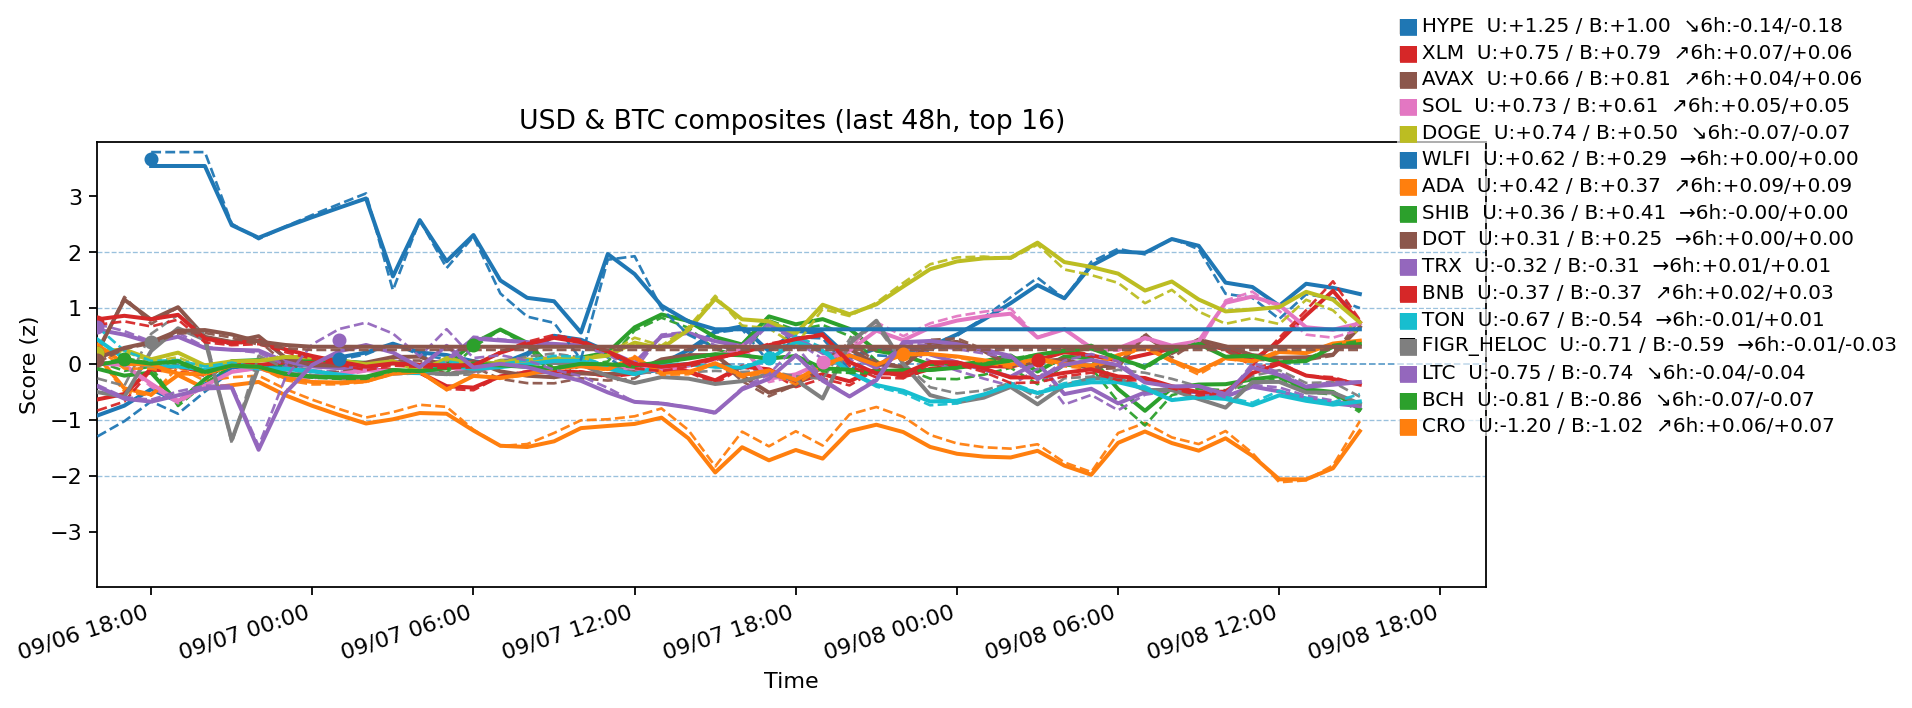 HYPE  U:+1.25 / B:+1.00  ↘6h:-0.14/-0.18
XLM  U:+0.75 / B:+0.79  ↗6h:+0.07/+0.06
AVAX  U:+0.66 / B:+0.81  ↗6h:+0.04/+0.06
SOL  U:+0.73 / B:+0.61  ↗6h:+0.05/+0.05
DOGE  U:+0.74 / B:+0.50  ↘6h:-0.07/-0.07
WLFI  U:+0.62 / B:+0.29  →6h:+0.00/+0.00
ADA  U:+0.42 / B:+0.37  ↗6h:+0.09/+0.09
SHIB  U:+0.36 / B:+0.41  →6h:-0.00/+0.00
DOT  U:+0.31 / B:+0.25  →6h:+0.00/+0.00
TRX  U:-0.32 / B:-0.31  →6h:+0.01/+0.01
BNB  U:-0.37 / B:-0.37  ↗6h:+0.02/+0.03
TON  U:-0.67 / B:-0.54  →6h:-0.01/+0.01
FIGR_HELOC  U:-0.71 / B:-0.59  →6h:-0.01/-0.03
LTC  U:-0.75 / B:-0.74  ↘6h:-0.04/-0.04
BCH  U:-0.81 / B:-0.86  ↘6h:-0.07/-0.07
CRO  U:-1.20 / B:-1.02  ↗6h:+0.06/+0.07
USD & BTC composites (last 48h, top 16)
Score (z)
3
2
1
0
−1
−2
−3
09/06 18:00
09/07 00:00
09/07 06:00
09/07 12:00
09/07 18:00
09/08 00:00
09/08 06:00
09/08 12:00
09/08 18:00
Time